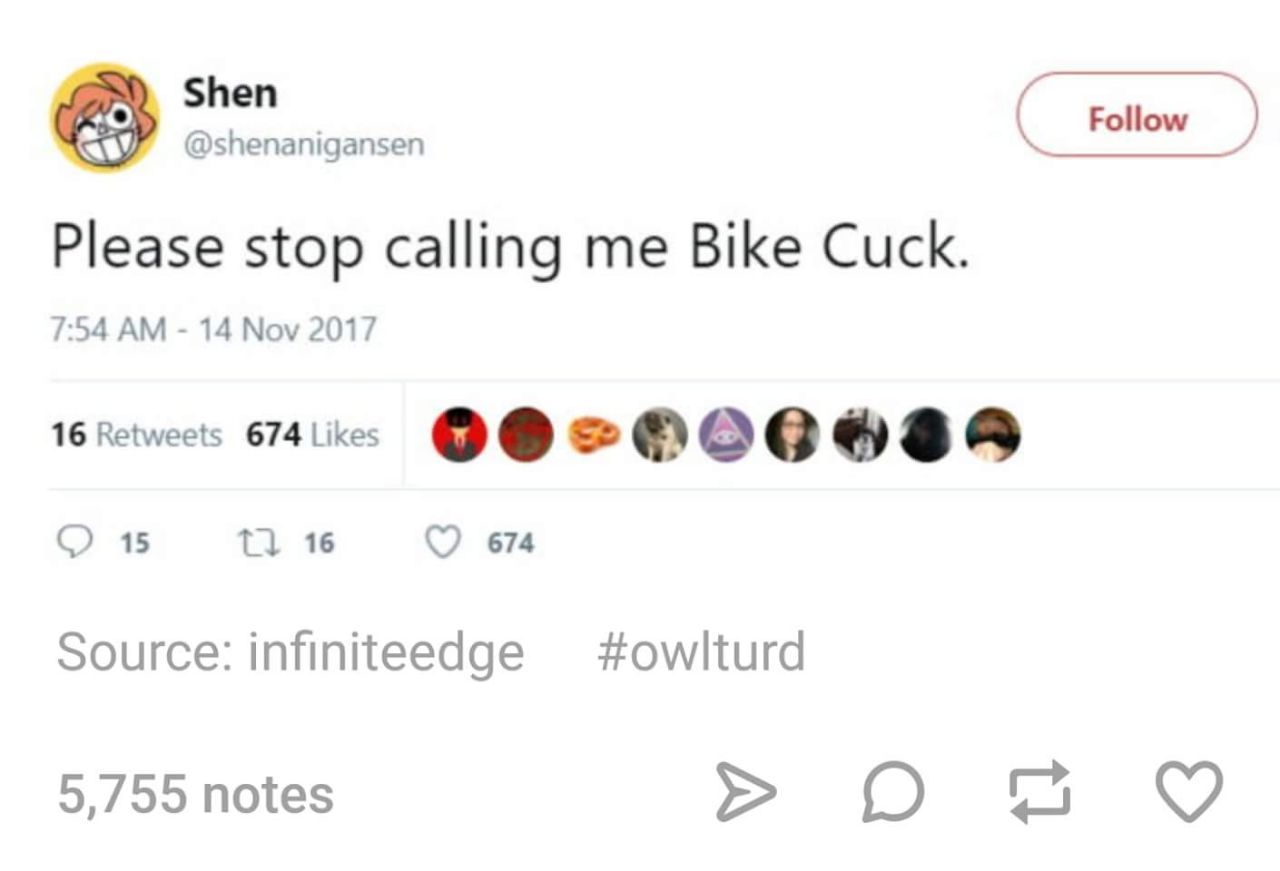 Shen
@shenanigansen
Follow
Please stop calling me Bike Cuck.
7:54 AM - 14 Nov 2017
16 Retweets 674 Likes
15 16 674
Source: infiniteedge #owlturd
5,755 notes